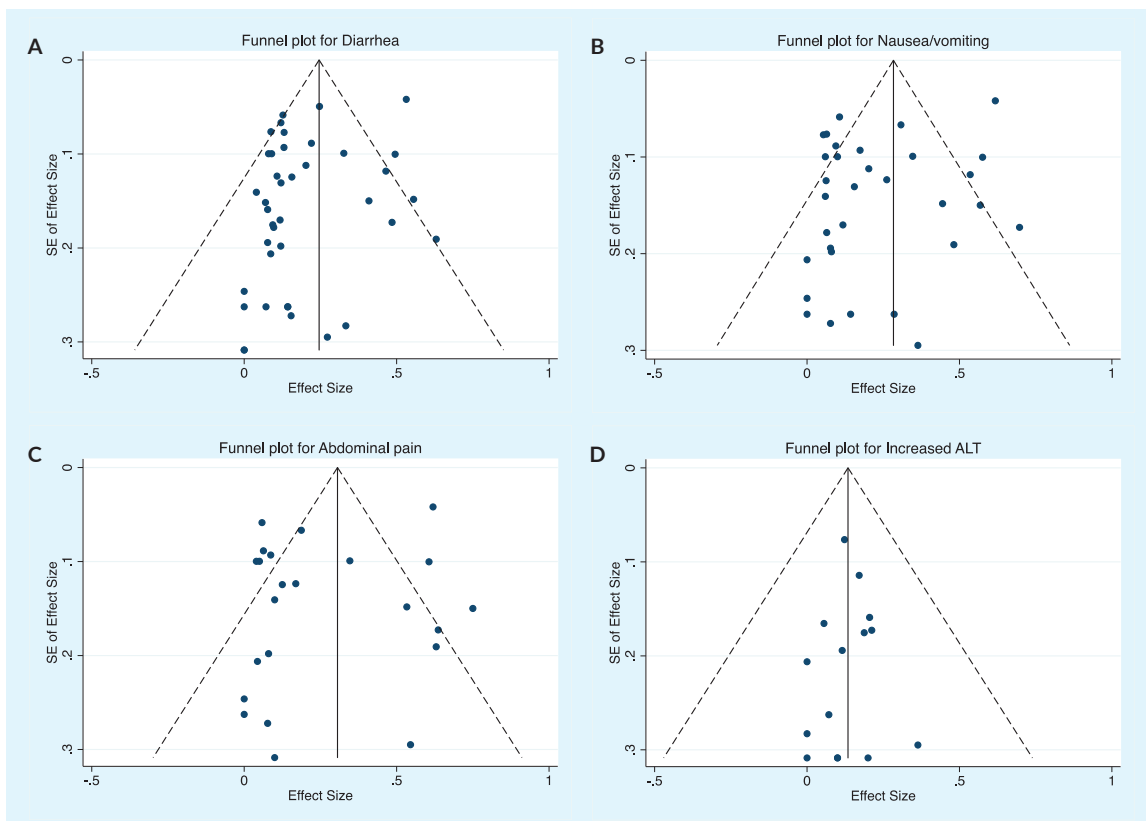 A
Funnel plot for Diarrhea
0
.1
.2
.3
SE of Effect Size
-.5
0
.5
1
Effect Size
B
Funnel plot for Nausea/vomiting
0
.1
.2
.3
SE of Effect Size
-.5
0
.5
1
Effect Size
C
Funnel plot for Abdominal pain
0
.1
.2
.3
SE of Effect Size
-.5
0
.5
1
Effect Size
D
Funnel plot for Increased ALT
0
.1
.2
.3
SE of Effect Size
-.5
0
.5
1
Effect Size